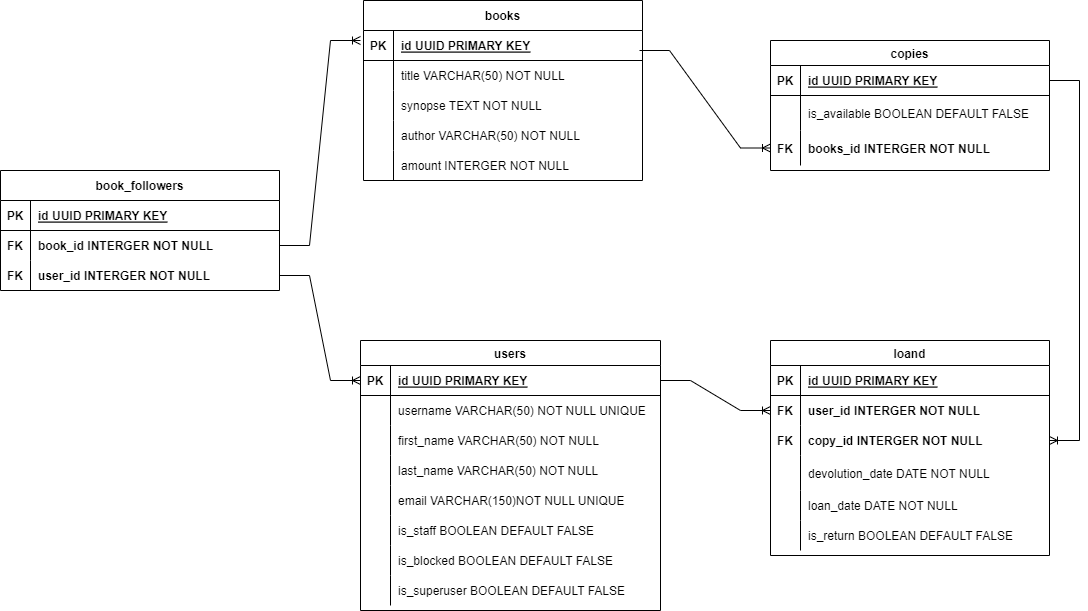 books
PK id UUID PRIMARY KEY
title VARCHAR(50) NOT NULL
synopse TEXT NOT NULL
author VARCHAR(50) NOT NULL
amount INTERGER NOT NULL
copies
PK id UUID PRIMARY KEY
is_available BOOLEAN DEFAULT FALSE
FK books_id INTERGER NOT NULL
book_followers
PK id UUID PRIMARY KEY
FK book_id INTERGER NOT NULL
FK user_id INTERGER NOT NULL
users
PK id UUID PRIMARY KEY
username VARCHAR(50) NOT NULL UNIQUE
first_name VARCHAR(50) NOT NULL
last_name VARCHAR(50) NOT NULL
email VARCHAR(150)NOT NULL UNIQUE
is_staff BOOLEAN DEFAULT FALSE
is_blocked BOOLEAN DEFAULT FALSE
is_superuser BOOLEAN DEFAULT FALSE
loand
PK id UUID PRIMARY KEY
FK user_id INTERGER NOT NULL
FK copy_id INTERGER NOT NULL
devolution_date DATE NOT NULL
loan_date DATE NOT NULL
is_return BOOLEAN DEFAULT FALSE